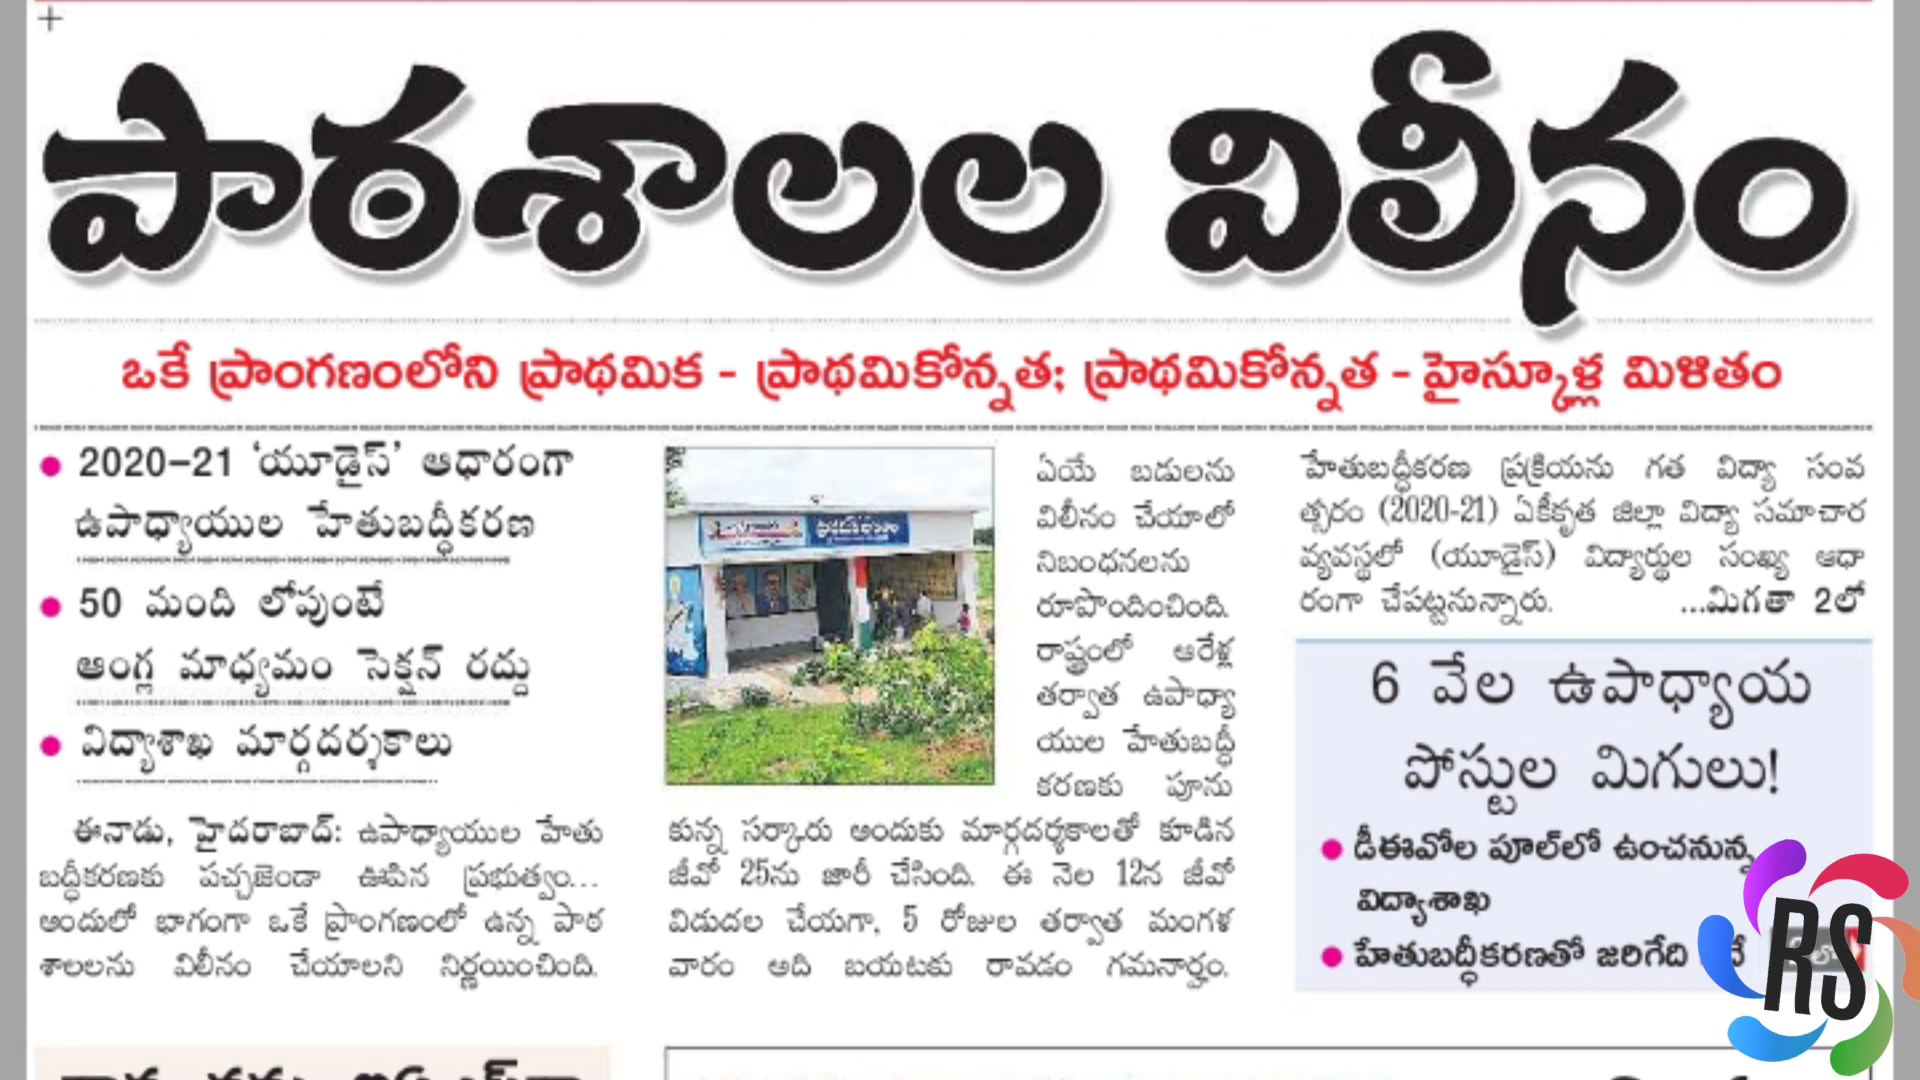 పాఠశాలల విలీనం
ఒకే ప్రాంగణంలోని ప్రాథమిక - ప్రాథమికోన్నత; ప్రాథమికోన్నత - హైస్కూళ్ల మిళితం
• 2020-21 ‘యూడైస్’ ఆధారంగా
ఉపాధ్యాయుల హేతుబద్ధీకరణ
• 50 మంది లోపుంటే
ఆంగ్ల మాధ్యమం సెక్షన్ రద్దు
• విద్యాశాఖ మార్గదర్శకాలు
ఈనాడు, హైదరాబాద్: ఉపాధ్యాయుల హేతు
బద్ధీకరణకు పచ్చజెండా ఊపిన ప్రభుత్వం...
అందులో భాగంగా ఒకే ప్రాంగణంలో ఉన్న పాఠ
శాలలను విలీనం చేయాలని నిర్ణయించింది.
ప్రాథమిక పాఠశాల
ఏయే బడులను
విలీనం చేయాలో
నిబంధనలను
రూపొందించింది.
రాష్ట్రంలో ఆరేళ్ల
తర్వాత ఉపాధ్యా
యుల హేతుబద్ధీ
కరణకు పూను
కున్న సర్కారు అందుకు మార్గదర్శకాలతో కూడిన
జీవో 25ను జారీ చేసింది. ఈ నెల 12న జీవో
విడుదల చేయగా, 5 రోజుల తర్వాత మంగళ
వారం అది బయటకు రావడం గమనార్హం.
హేతుబద్ధీకరణ ప్రక్రియను గత విద్యా సంవ
త్సరం (2020-21) ఏకీకృత జిల్లా విద్యా సమాచార
వ్యవస్థలో (యూడైస్) విద్యార్థుల సంఖ్య ఆధా
రంగా చేపట్టనున్నారు. ...మిగతా 2లో
6 వేల ఉపాధ్యాయ
పోస్టుల మిగులు!
• డీఈవోల పూల్‌లో ఉంచనున్న
విద్యాశాఖ
• హేతుబద్ధీకరణతో జరిగేది
RS